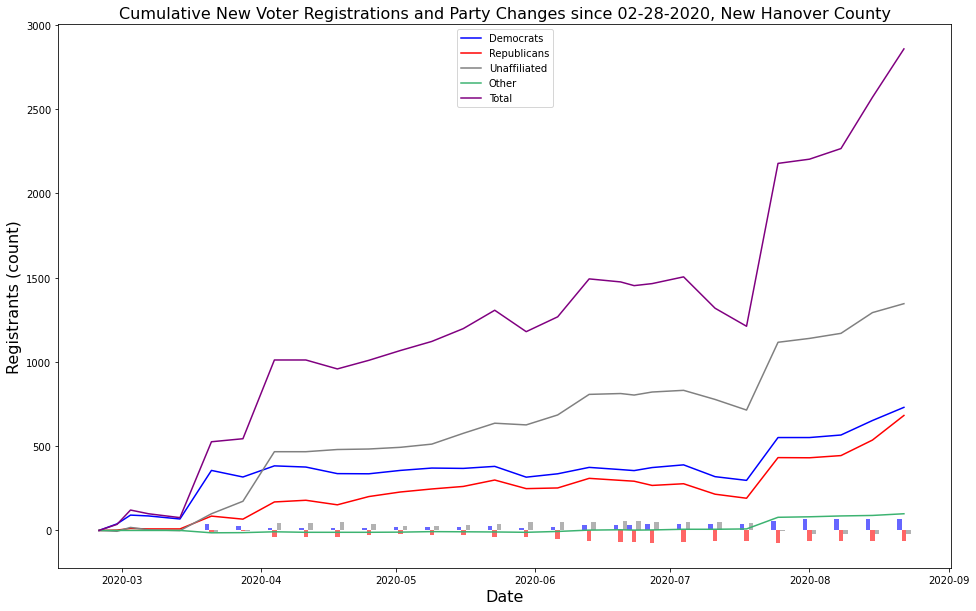 Cumulative New Voter Registrations and Party Changes since 02-28-2020, New Hanover County
Democrats
Republicans
Unaffiliated
Other
Total
Registrants (count)
3000
2500
2000
1500
1000
500
0
2020-03
2020-04
2020-05
2020-06
2020-07
2020-08
2020-09
Date